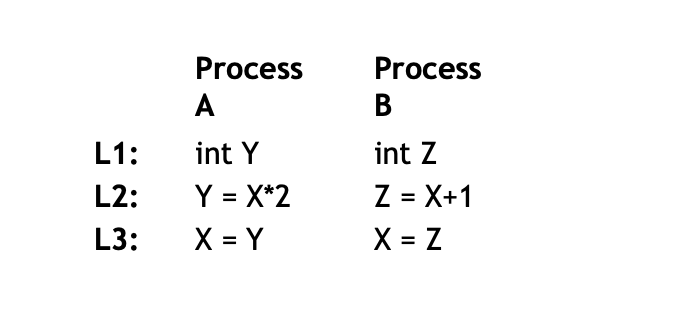 Process Process
A B
L1: int Y int Z
L2: Y = X*2 Z = X+1
L3: X = Y X = Z